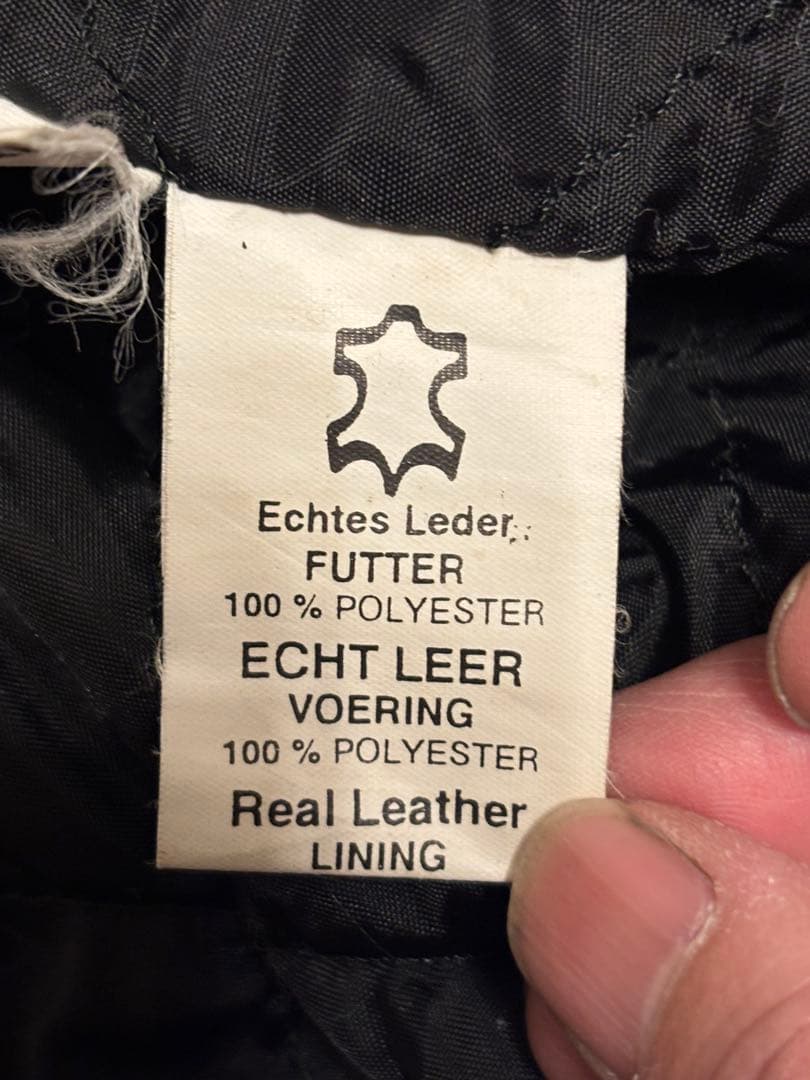 Echtes Leder
FUTTER
100 % POLYESTER
ECHT LEER
VOERING
100 % POLYESTER
Real Leather
LINING